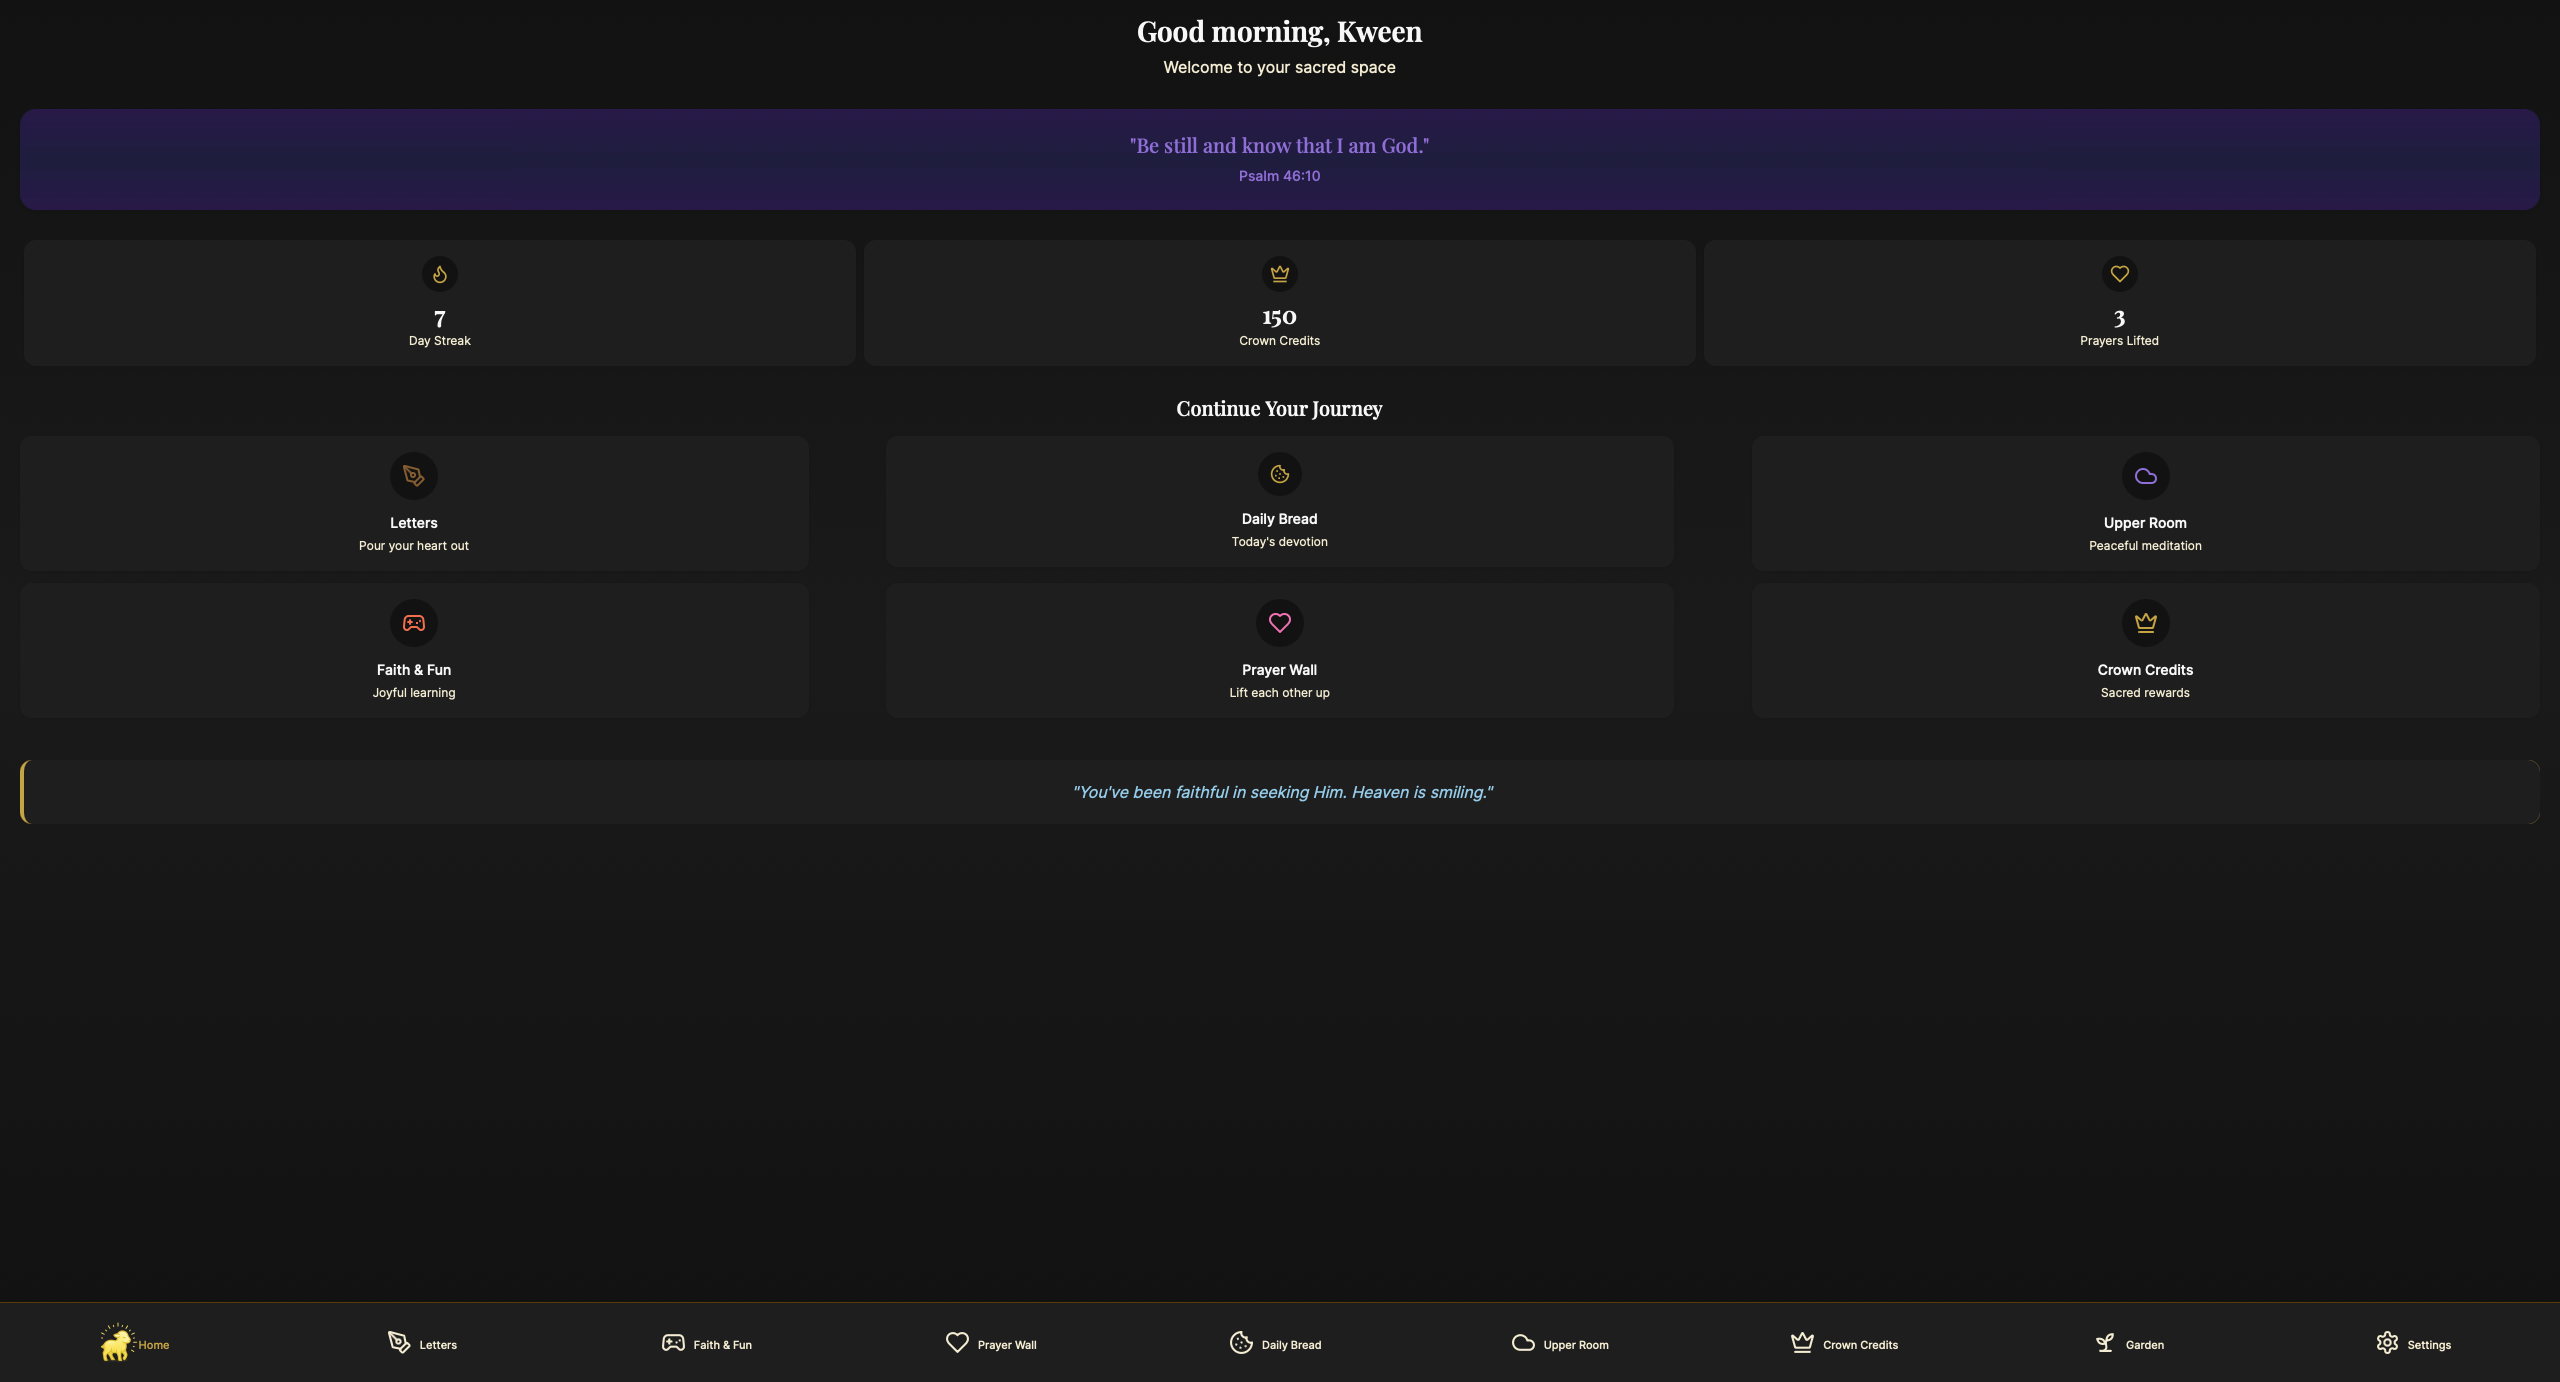 Good morning, Kween
Welcome to your sacred space
"Be still and know that I am God."
Psalm 46:10
7
Day Streak
150
Crown Credits
3
Prayers Lifted
Continue Your Journey
Letters
Pour your heart out
Daily Bread
Today's devotion
Upper Room
Peaceful meditation
Faith & Fun
Joyful learning
Prayer Wall
Lift each other up
Crown Credits
Sacred rewards
"You've been faithful in seeking Him. Heaven is smiling."
Home
Letters
Faith & Fun
Prayer Wall
Daily Bread
Upper Room
Crown Credits
Garden
Settings